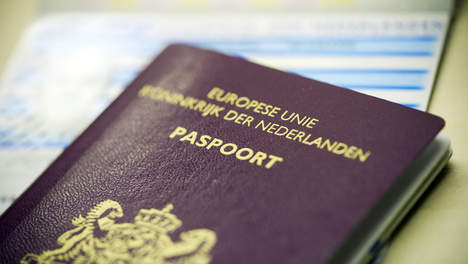 EUROPESE UNIE
KONINKRIJK DER NEDERLANDEN
PASPOORT